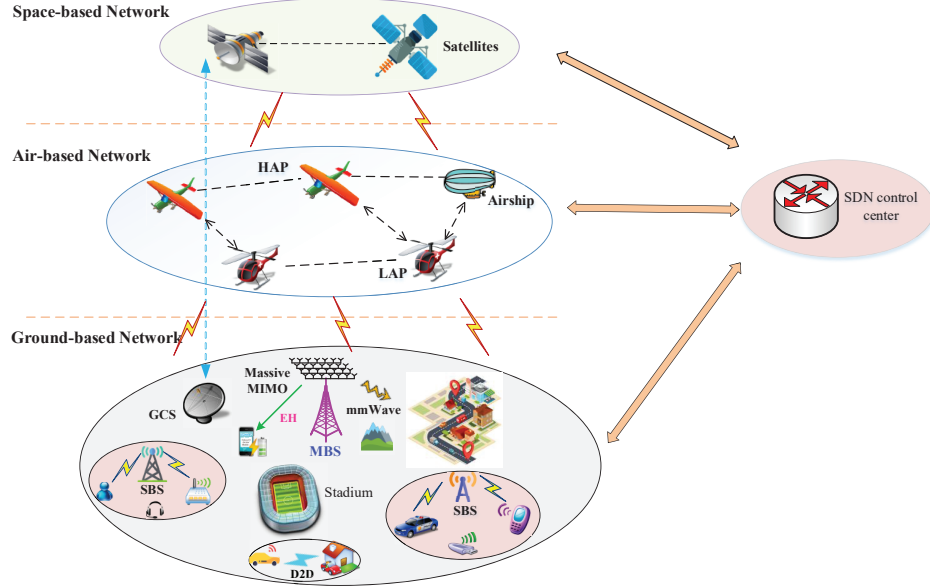 Space-based Network
Satellites
Air-based Network
HAP
Airship
LAP
SDN control
center
Ground-based Network
Massive
MIMO
GCS
EH
mmWave
MBS
SBS
Stadium
SBS
D2D